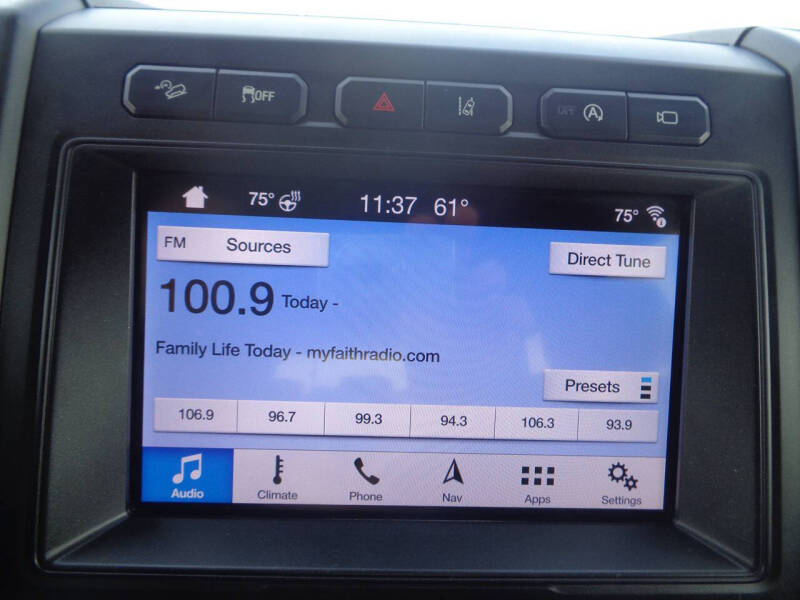 OFF
OFF A
75° 11:37 61° 75°
FM Sources
Direct Tune
100.9 Today -
Family Life Today - myfaithradio.com
Presets
106.9 96.7 99.3 94.3 106.3 93.9
Audio Climate Phone Nav Apps Settings